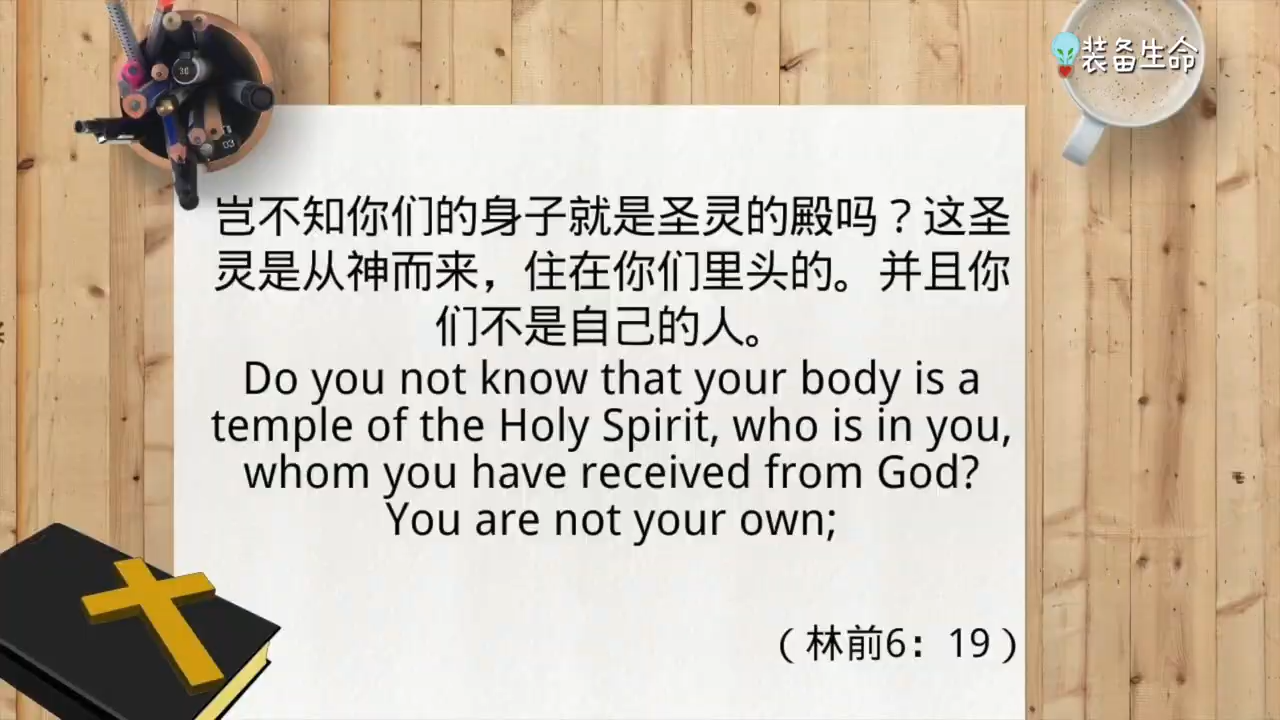 装备生命
岂不知你们的身子就是圣灵的殿吗？这圣
灵是从神而来，住在你们里头的。并且你
们不是自己的人。
Do you not know that your body is a
temple of the Holy Spirit, who is in you,
whom you have received from God?
You are not your own;
（林前6：19）